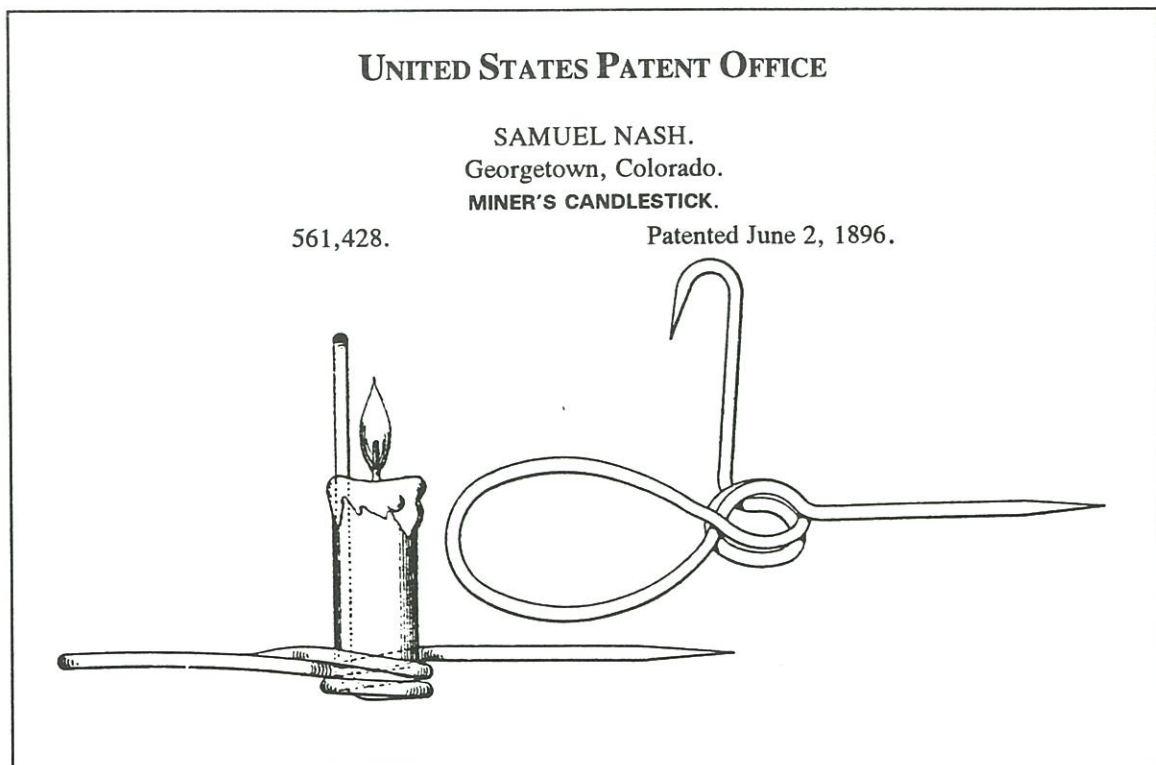 UNITED STATES PATENT OFFICE
SAMUEL NASH.
Georgetown, Colorado.
MINER'S CANDLESTICK.
561,428. Patented June 2, 1896.